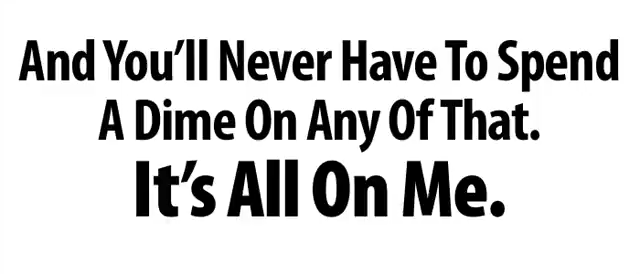 And You’ll Never Have To Spend
A Dime On Any Of That.
It’s All On Me.